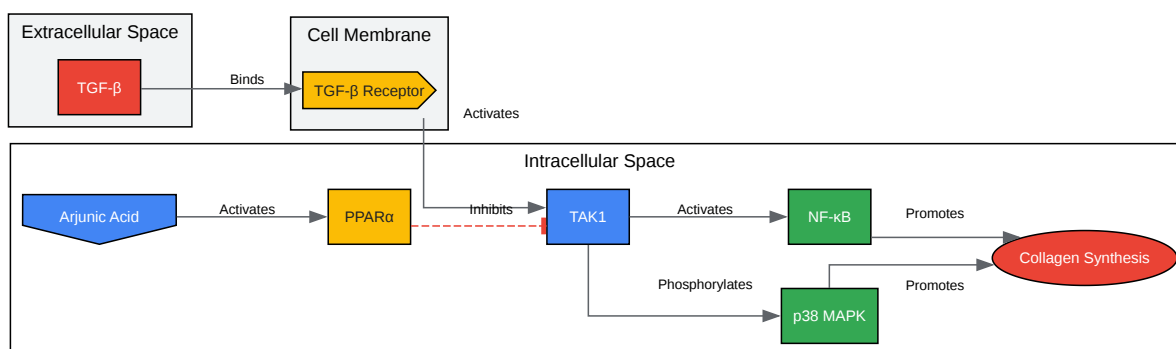 Extracellular Space
Cell Membrane
TGF-β
Binds
TGF-β Receptor
Activates
Intracellular Space
Arjunic Acid
Activates
PPARα
Inhibits
TAK1
Activates
NF-κB
Promotes
Collagen Synthesis
Phosphorylates
p38 MAPK
Promotes